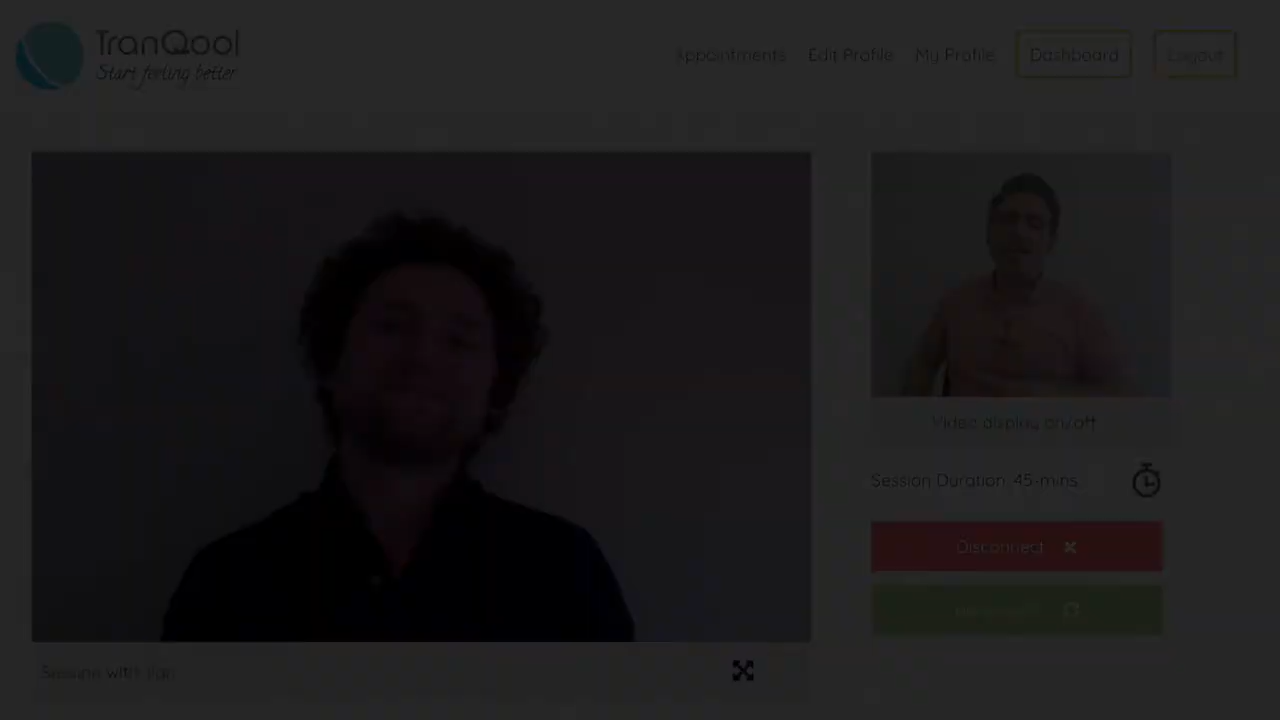 TranQool
Start feeling better
Appointments Edit Profile My Profile Dashboard Logout
Video display on/off
Session Duration: 45-mins
Disconnect
Session with